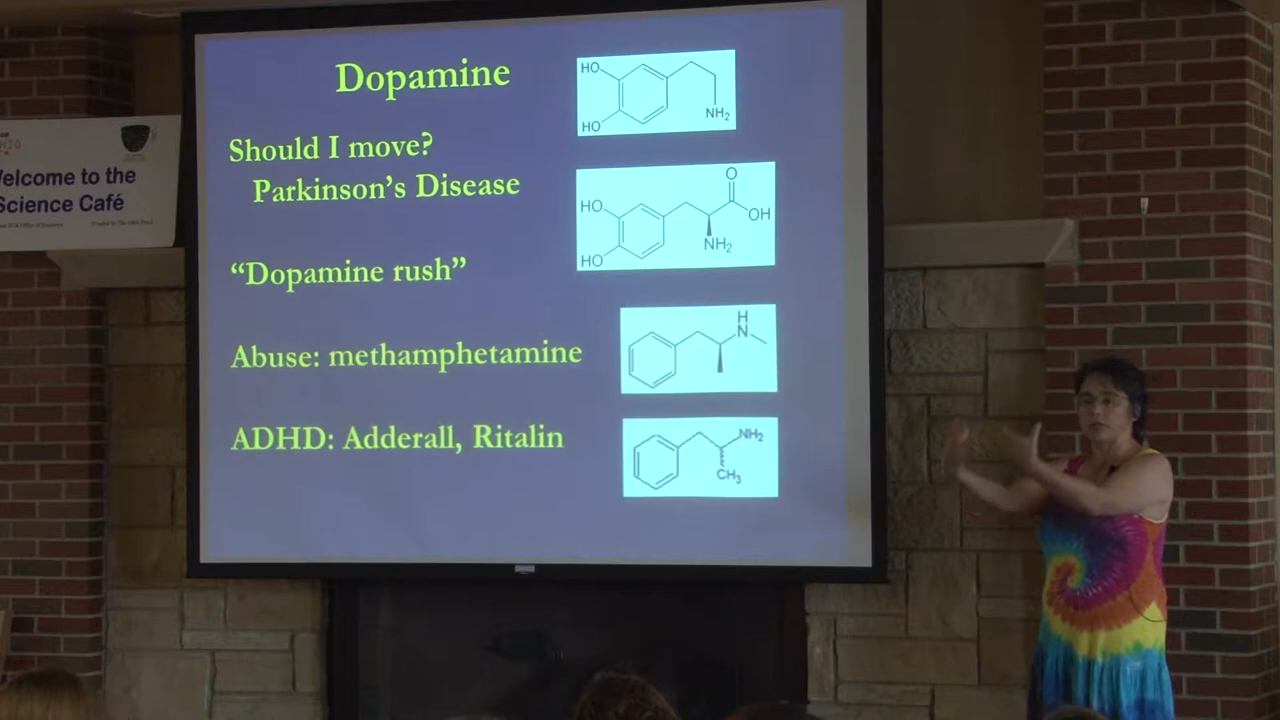 Dopamine
Should I move?
Parkinson's Disease
"Dopamine rush"
Abuse: methamphetamine
ADHD: Adderall, Ritalin
HO
HO
NH₂
O
HO
OH
NH₂
HO
H
N
NH₂
CH₃
elcome to the
Science Café